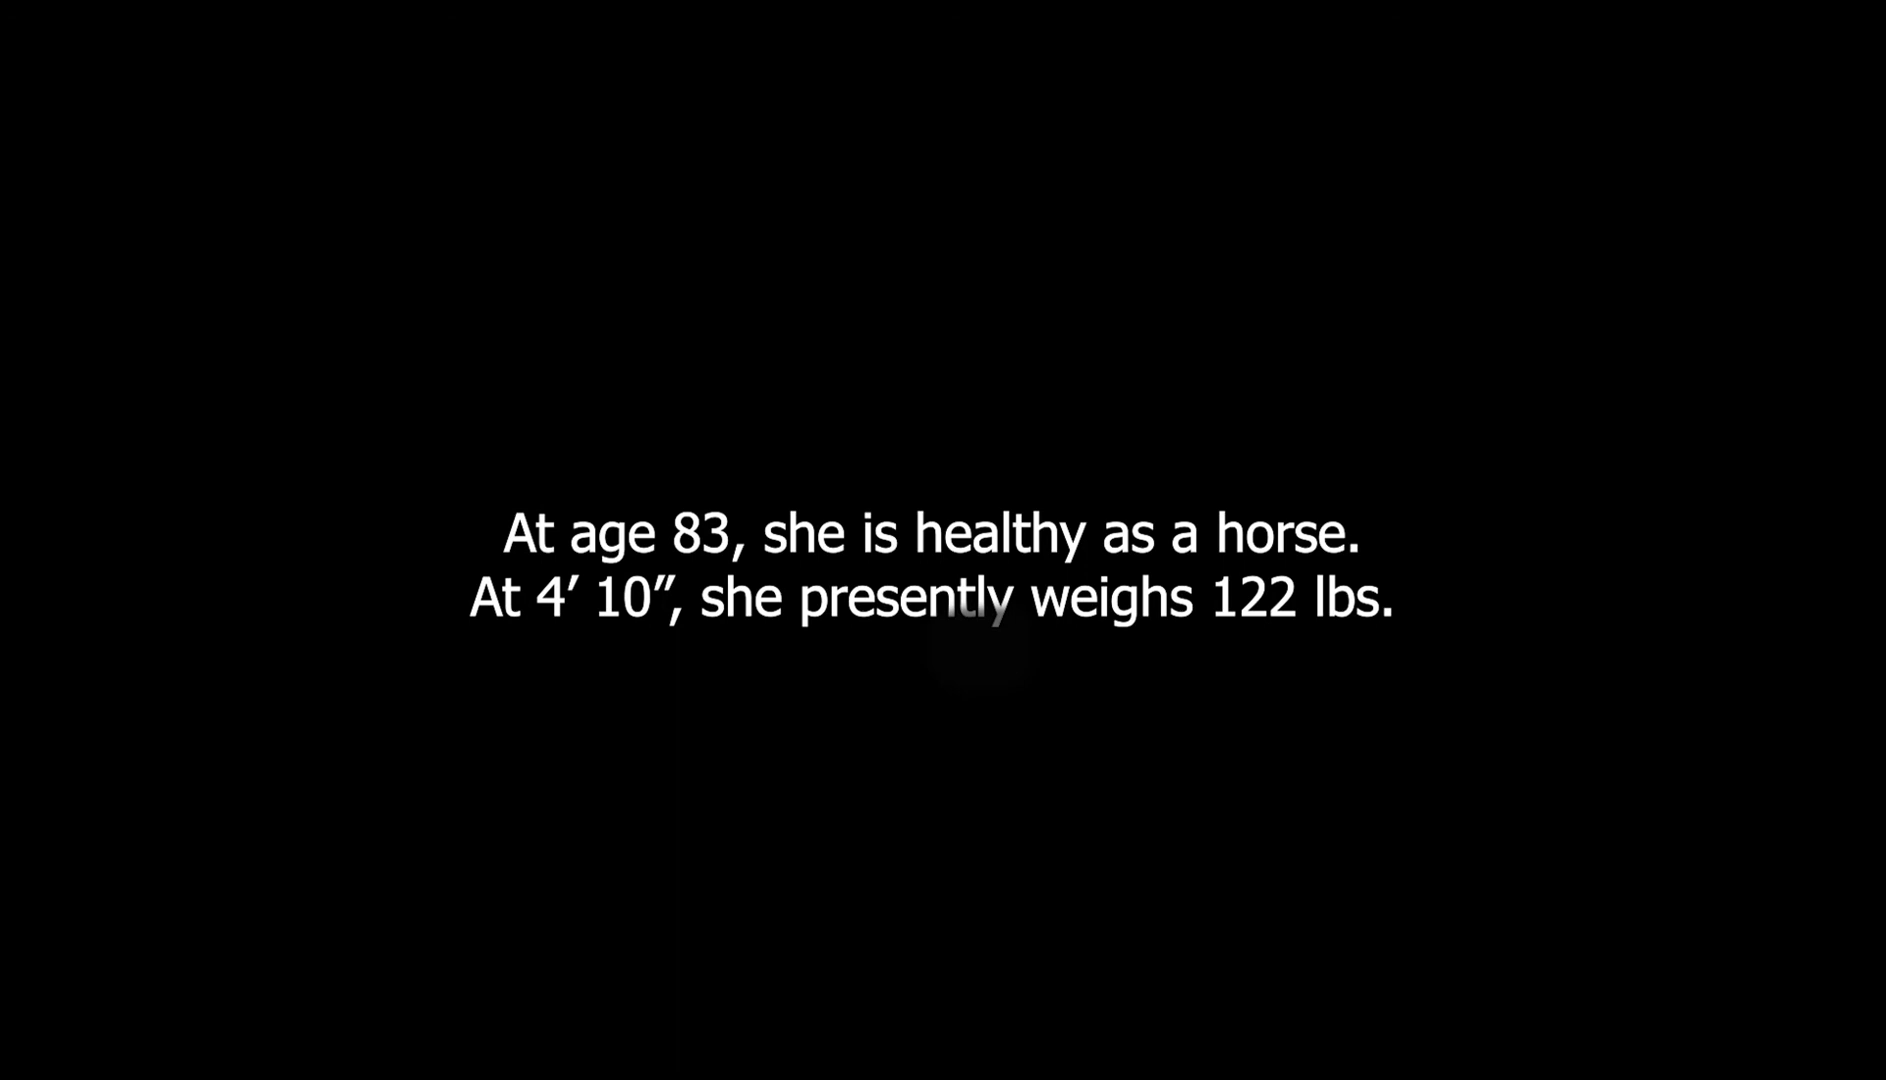 At age 83, she is healthy as a horse.
At 4’ 10”, she presently weighs 122 lbs.